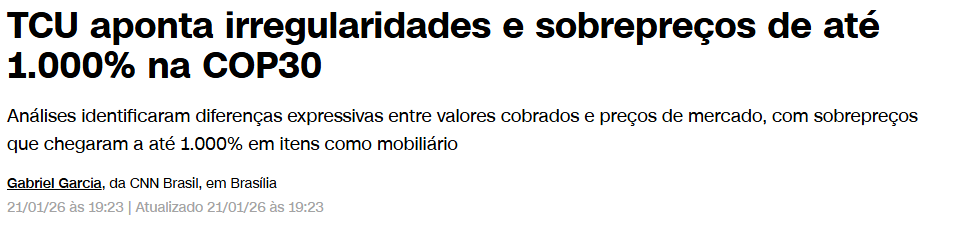 TCU aponta irregularidades e sobrepreços de até
1.000% na COP30
Análises identificaram diferenças expressivas entre valores cobrados e preços de mercado, com sobrepreços
que chegaram a até 1.000% em itens como mobiliário
Gabriel Garcia, da CNN Brasil, em Brasília
21/01/26 às 19:23 | Atualizado 21/01/26 às 19:23